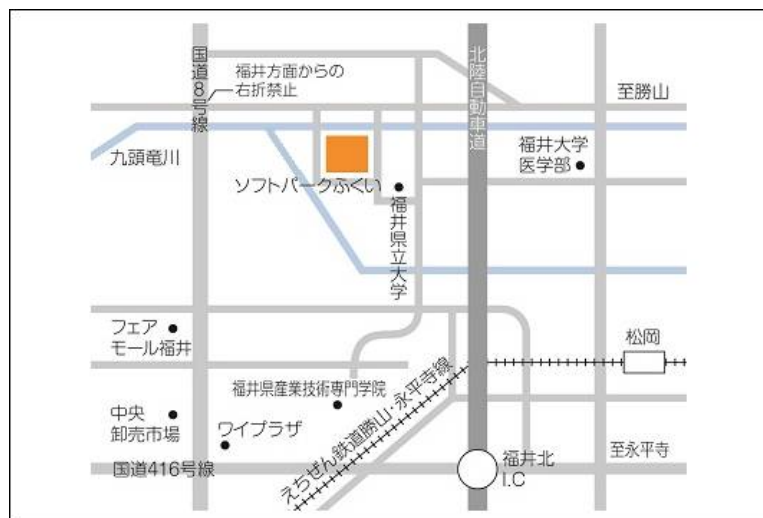 国道8号線
福井方面からの
右折禁止
北陸自動車道
至勝山
九頭竜川
福井大学
医学部
ソフトパークふくい
福井県立大学
フェア
モール福井
松岡
福井県産業技術専門学院
えちぜん鉄道勝山・永平寺線
中央
卸売市場
ワイプラザ
国道416号線
福井北
I.C
至永平寺